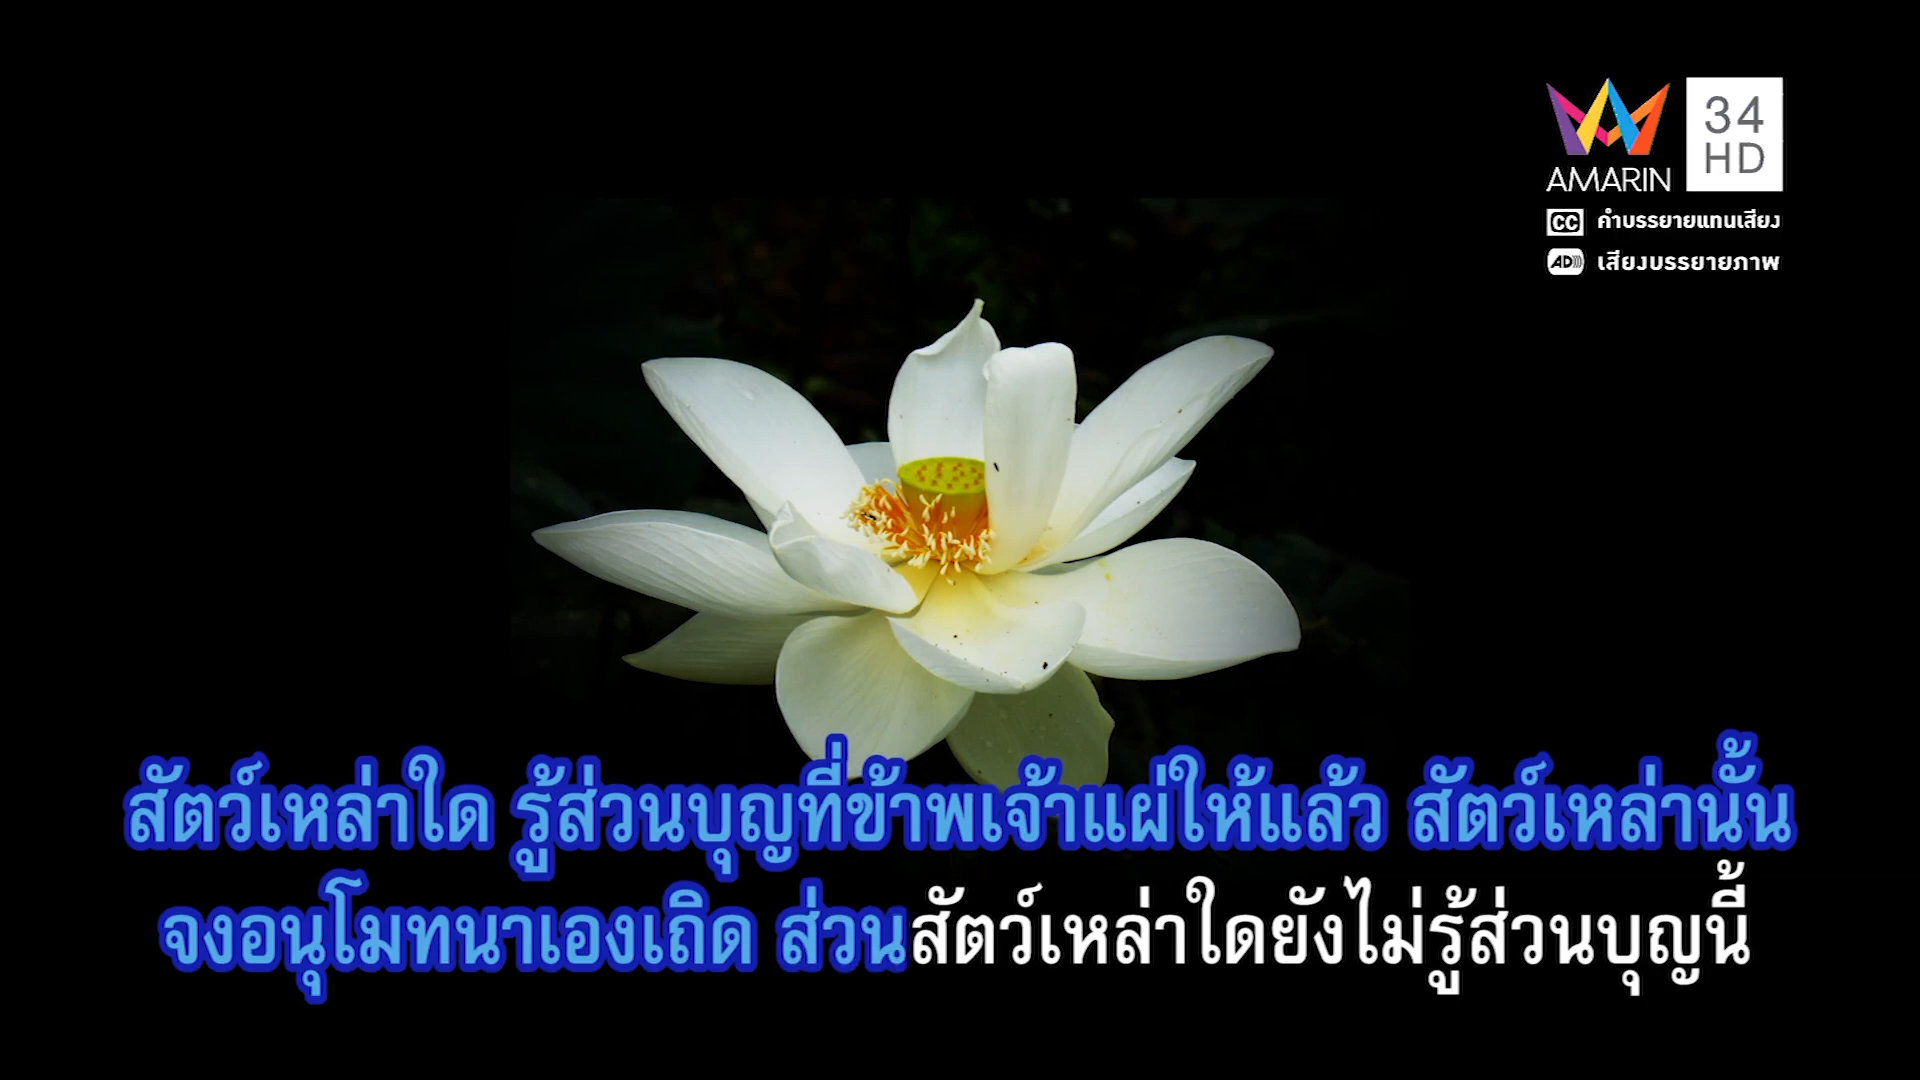 AMARIN
34
HD
CC คำบรรยายแทนเสียง
AD เสียงบรรยายภาพ
สัตว์เหล่าใด รู้ส่วนบุญที่ข้าพเจ้าแผ่ให้แล้ว สัตว์เหล่านั้น
จงอนุโมทนาเองเถิด ส่วนสัตว์เหล่าใดยังไม่รู้ส่วนบุญนี้